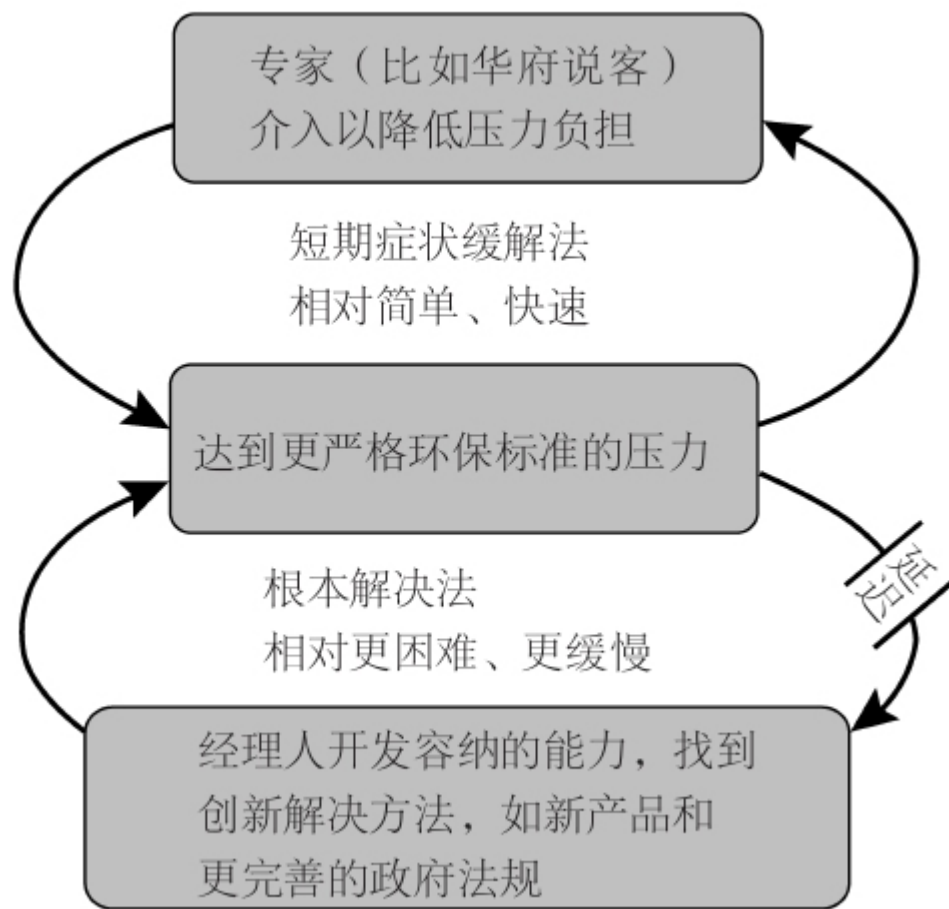 专家（比如华府说客）
介入以降低压力负担
短期症状缓解法
相对简单、快速
达到更严格环保标准的压力
延迟
根本解决法
相对更困难、更缓慢
经理人开发容纳的能力，找到
创新解决方法，如新产品和
更完善的政府法规